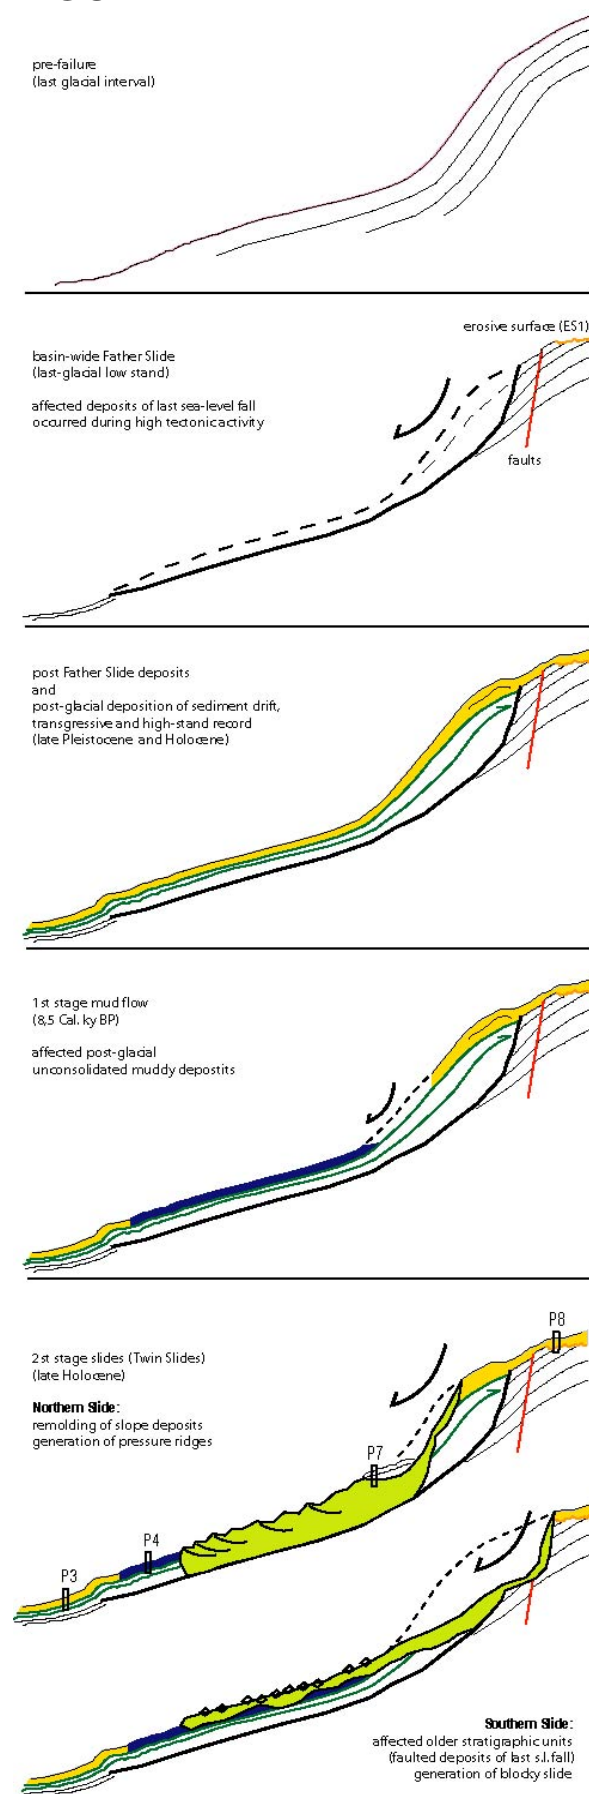 pre-failure
(last glacial interval)
erosive surface (ES1)
basin-wide Father Slide
(last-glacial low stand)
affected deposits of last sea-level fall
occurred during high tectonic activity
faults
post Father Slide deposits
and
post-glacial deposition of sediment drift,
transgressive and high-stand record
(late Pleistocene and Holocene)
1st stage mud flow
(8,5 Cal. ky BP)
affected post-glacial
unconsolidated muddy depostits
P8
2st stage slides (Twin Slides)
(late Holocene)
Northern Slide:
remolding of slope deposits
generation of pressure ridges
P7
P4
P3
Southern Slide:
affected older stratigraphic units
(faulted deposits of last s.l. fall)
generation of blocky slide